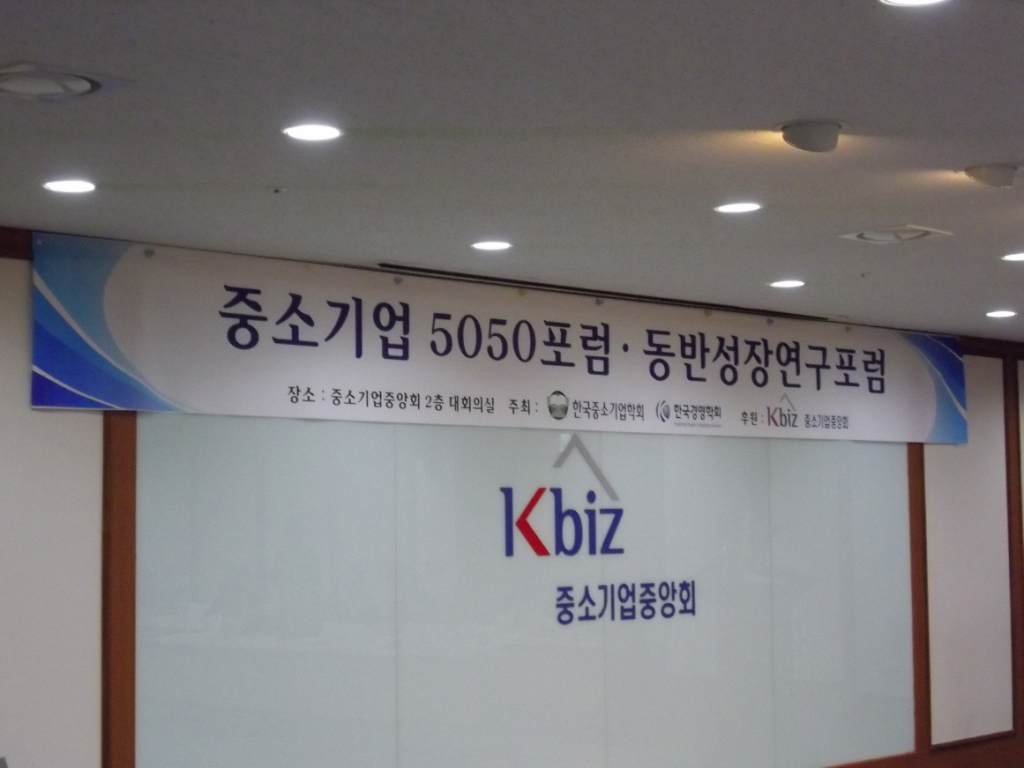 중소기업 5050포럼·동반성장연구포럼
장소 : 중소기업중앙회 2층 대회의실 주최 : 한국중소기업학회 한국경영학회 후원 : Kbiz 중소기업중앙회
Kbiz
중소기업중앙회